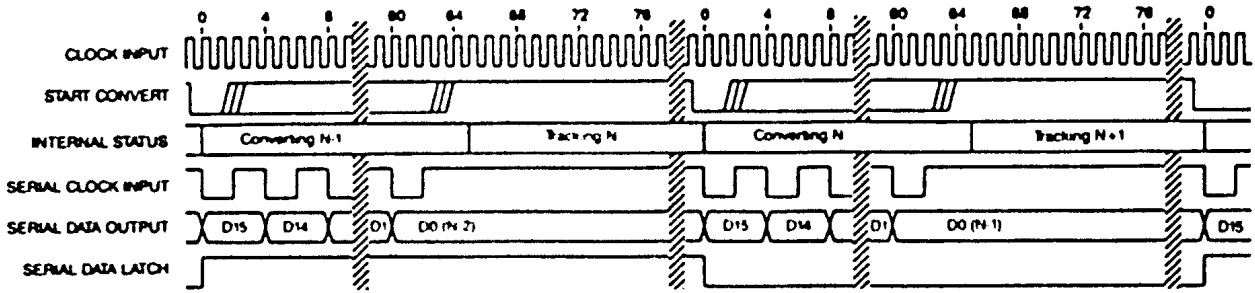 0 4 8 60 64 68 72 76 0 4 8 60 64 68 72 76 0
CLOCK INPUT
START CONVERT
INTERNAL STATUS Converting N-1 Tracking N Converting N Tracking N+1
SERIAL CLOCK INPUT
SERIAL DATA OUTPUT D15 D14 D1 D0 (N-2) D15 D14 D1 D0 (N-1) D15
SERIAL DATA LATCH